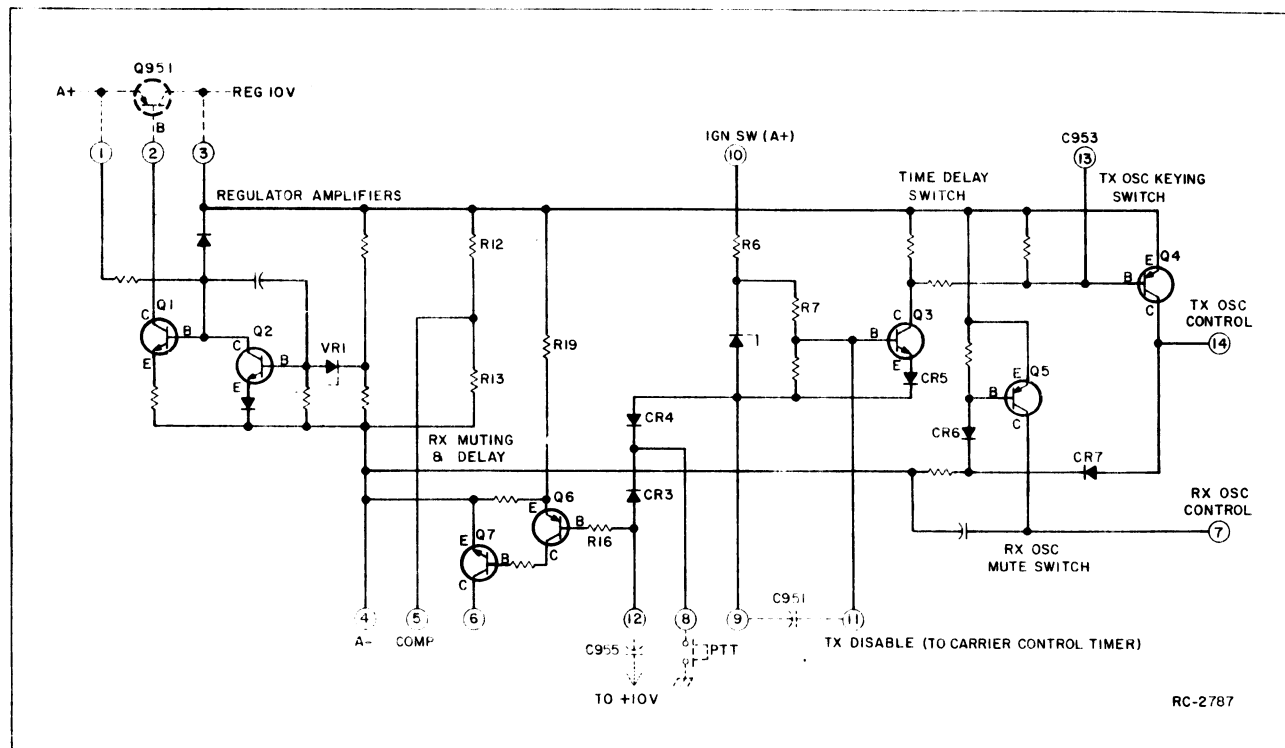 Q951
A+
REG 10V
B
1
2
3
IGN SW (A+)
10
C953
13
REGULATOR AMPLIFIERS
TIME DELAY
SWITCH
TX OSC KEYING
SWITCH
R12
R6
E
Q4
B
C
R7
Q1
C
B
E
Q2
C
B
E
VR1
R19
R13
C
Q3
B
E
CR5
TX OSC
CONTROL
14
E
Q5
B
C
CR4
CR6
RX MUTING
& DELAY
CR7
CR3
E
Q6
B
C
R16
E
Q7
B
C
RX OSC
CONTROL
7
RX OSC
MUTE SWITCH
4
A-
5
COMP
6
12
8
9
C951
11
C955
PTT
TX DISABLE (TO CARRIER CONTROL TIMER)
TO +10V
RC-2787